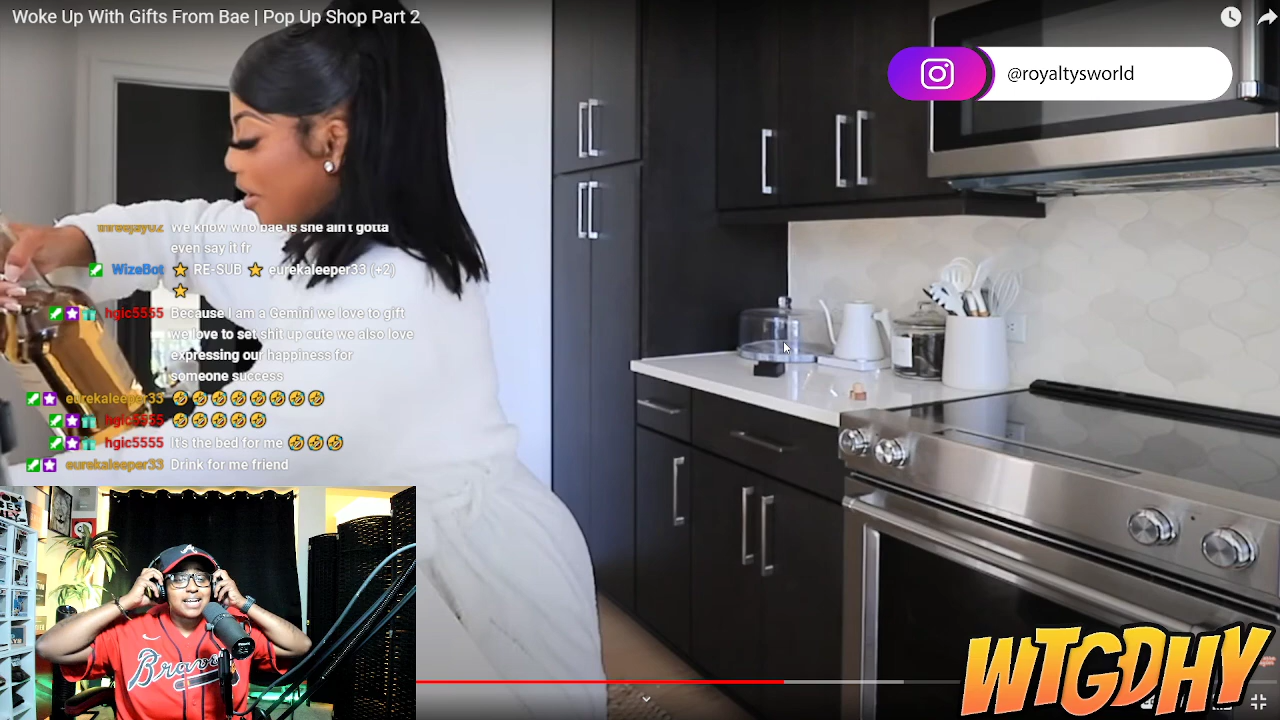 Woke Up With Gifts From Bae | Pop Up Shop Part 2
@royaltysworld
We know who bae is she ain't gotta
even say it fr
WizeBot RE-SUB eurekaleeper33 (+2)
hgic5555 Because I am a Gemini we love to gift
we love to set shit up cute we also love
expressing our happiness for
someone success
eurekaleeper33
hgic5555
hgic5555 It's the bed for me
eurekaleeper33 Drink for me friend
A
Braves
WTGDHY